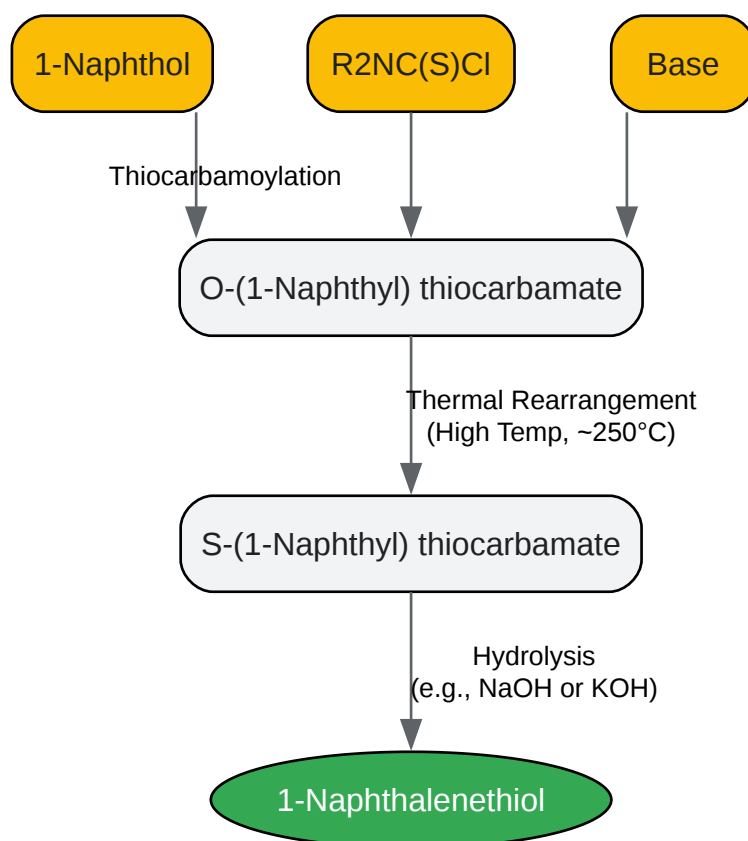 1-Naphthol
R2NC(S)Cl
Base
Thiocarbamoylation
O-(1-Naphthyl) thiocarbamate
Thermal Rearrangement
(High Temp, ~250°C)
S-(1-Naphthyl) thiocarbamate
Hydrolysis
(e.g., NaOH or KOH)
1-Naphthalenethiol